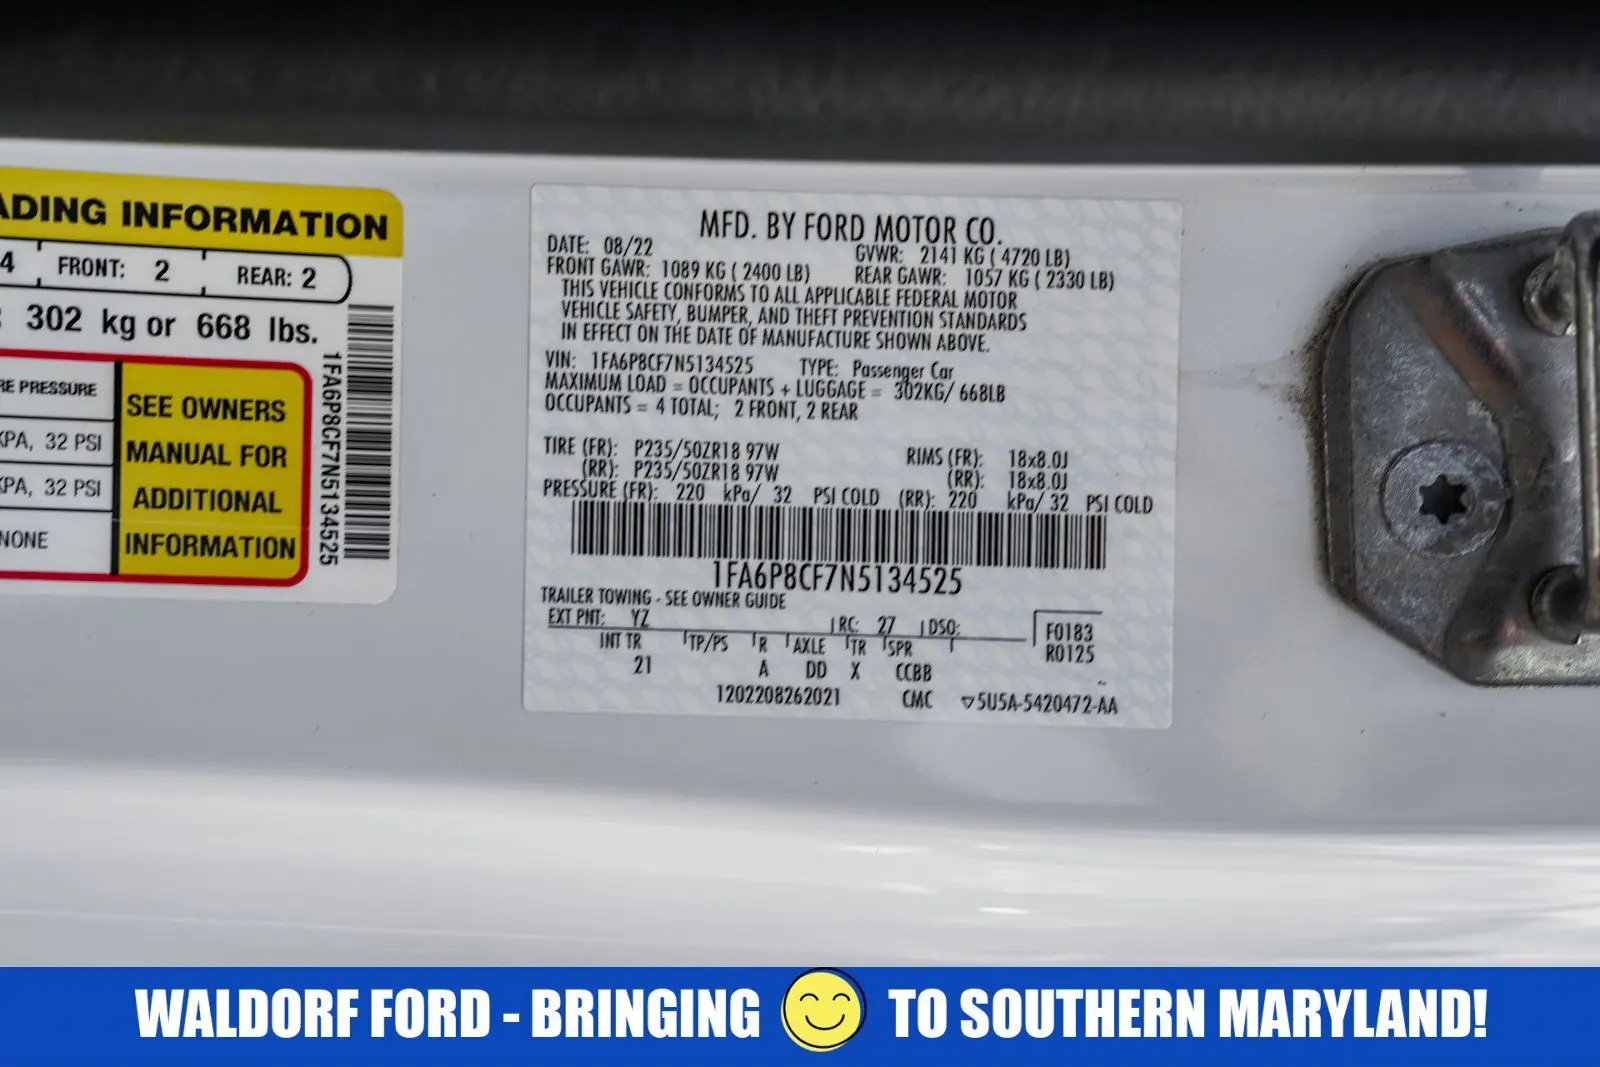 ADING INFORMATION
4 FRONT: 2 REAR: 2
302 kg or 668 lbs.
RE PRESSURE
KPA, 32 PSI
KPA, 32 PSI
NONE
SEE OWNERS
MANUAL FOR
ADDITIONAL
INFORMATION
1FA6P8CF7N5134525
MFD. BY FORD MOTOR CO.
DATE: 08/22 GVWR: 2141 KG ( 4720 LB)
FRONT GAWR: 1089 KG ( 2400 LB) REAR GAWR: 1057 KG ( 2330 LB)
THIS VEHICLE CONFORMS TO ALL APPLICABLE FEDERAL MOTOR
VEHICLE SAFETY, BUMPER, AND THEFT PREVENTION STANDARDS
IN EFFECT ON THE DATE OF MANUFACTURE SHOWN ABOVE.
VIN: 1FA6P8CF7N5134525 TYPE: Passenger Car
MAXIMUM LOAD = OCCUPANTS + LUGGAGE = 302KG/ 668LB
OCCUPANTS = 4 TOTAL; 2 FRONT, 2 REAR
TIRE (FR): P235/50ZR18 97W RIMS (FR): 18x8.0J
(RR): P235/50ZR18 97W (RR): 18x8.0J
PRESSURE (FR): 220 kPa/ 32 PSI COLD (RR): 220 kPa/ 32 PSI COLD
1FA6P8CF7N5134525
TRAILER TOWING - SEE OWNER GUIDE
EXT PNT: YZ RC: 27 DSO: F0183
INT TR TP/PS R AXLE TR SPR R0125
21 A DD X CCBB
1202208262021 CMC ▽5U5A-5420472-AA
WALDORF FORD - BRINGING 😊 TO SOUTHERN MARYLAND!